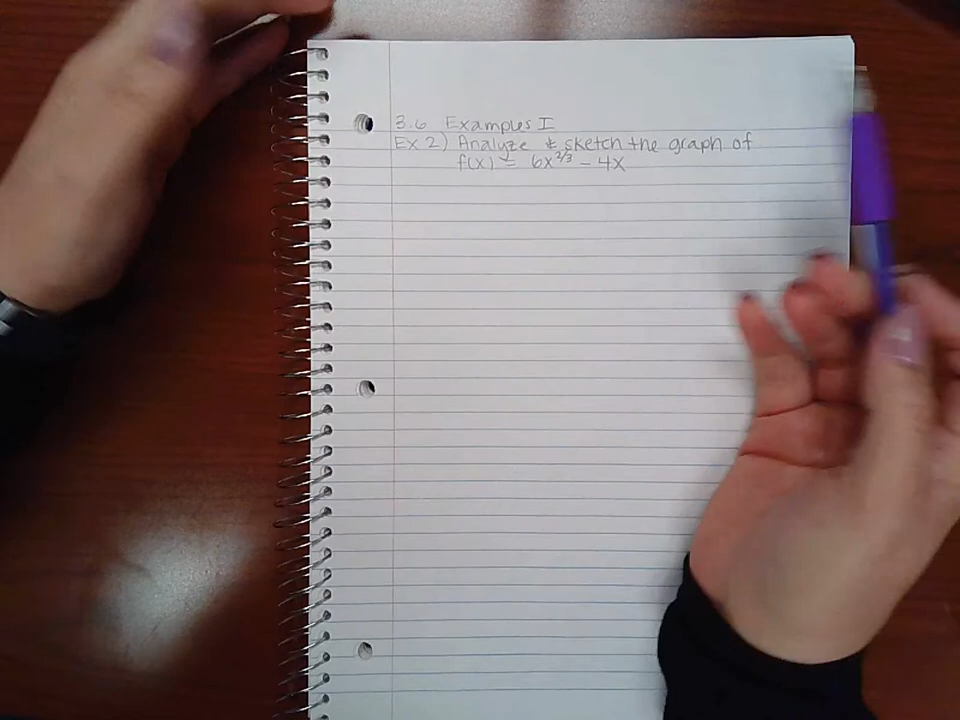 3.6 Examples I
Ex 2) Analyze & sketch the graph of
f(x) = 6x^{2/3} - 4x